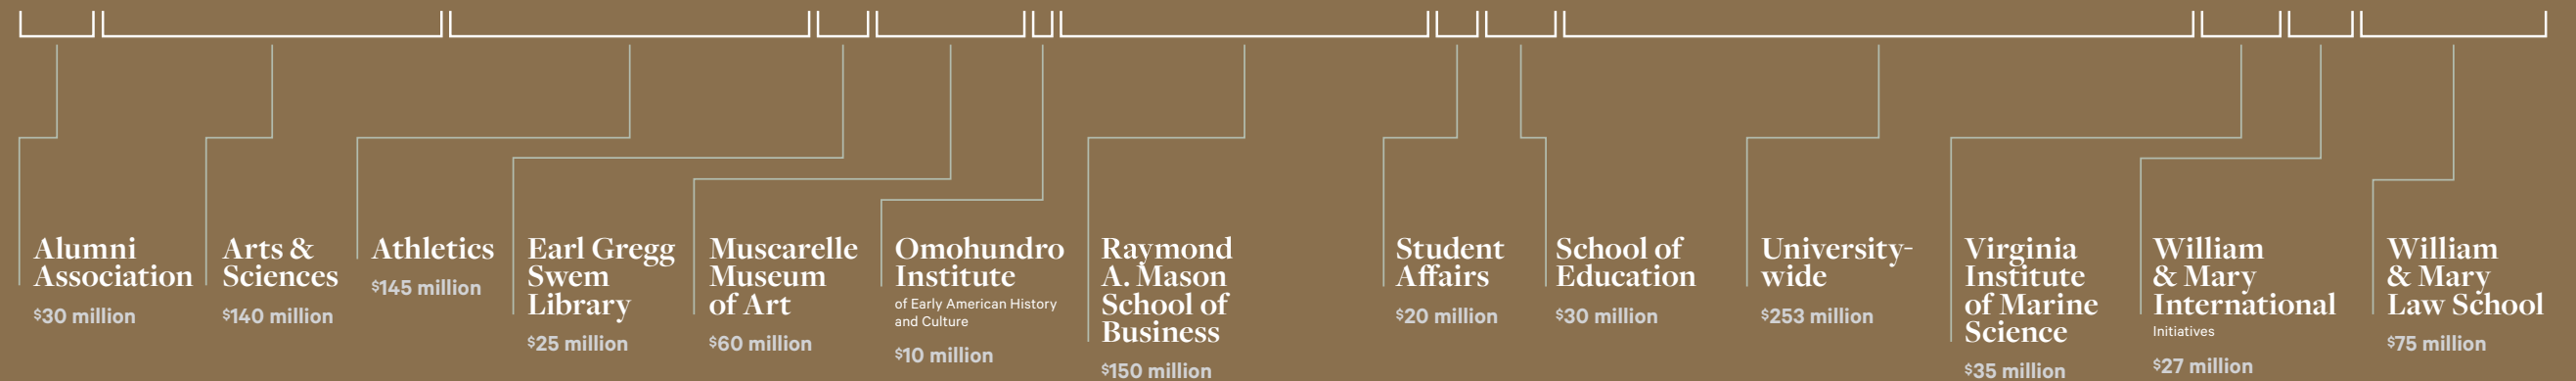 Alumni
Association
$30 million
Arts &
Sciences
$140 million
Athletics
$145 million
Earl Gregg
Swem
Library
$25 million
Muscarelle
Museum
of Art
$60 million
Omohundro
Institute
of Early American History
and Culture
$10 million
Raymond
A. Mason
School of
Business
$150 million
Student
Affairs
$20 million
School of
Education
$30 million
University-
wide
$253 million
Virginia
Institute
of Marine
Science
$35 million
William
& Mary
International
Initiatives
$27 million
William
& Mary
Law School
$75 million